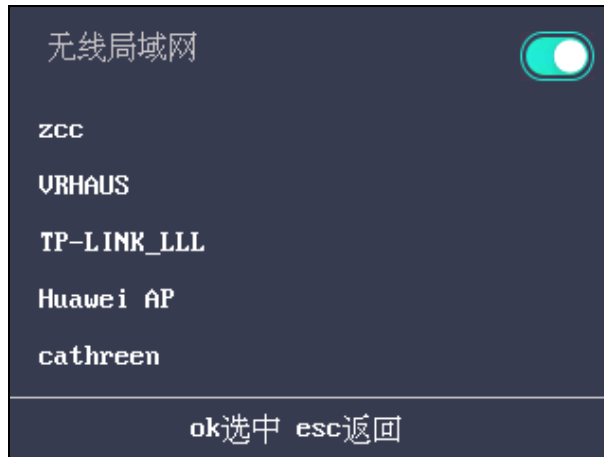 无线局域网
zcc
VRHAUS
TP-LINK_LLL
Huawei AP
cathreen
ok选中 esc返回